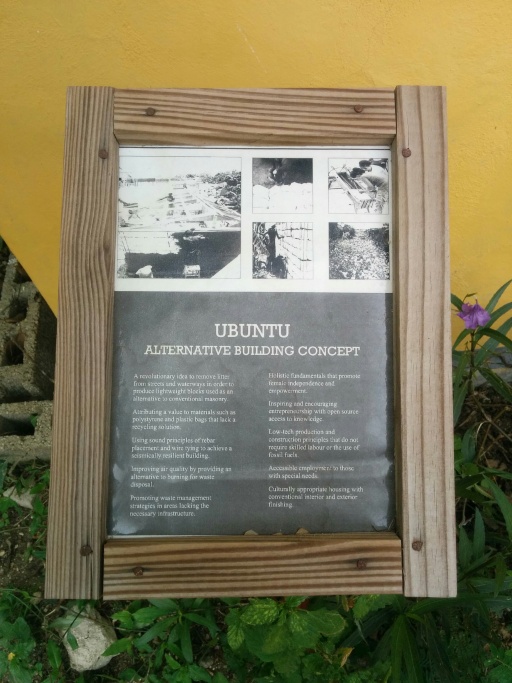 UBUNTU
ALTERNATIVE BUILDING CONCEPT
A revolutionary idea to remove litter
from streets and waterways in order to
produce lightweight blocks used as an
alternative to conventional masonry.
Attributing a value to materials such as
polystyrene and plastic bags that lack a
recycling solution.
Using sound principles of rebar
placement and wire tying to achieve a
seismically resilient building.
Improving air quality by providing an
alternative to burning for waste
disposal.
Promoting waste management
strategies in areas lacking the
necessary infrastructure.
Holistic fundamentals that promote
female independence and
empowerment.
Inspiring and encouraging
entrepreneurship with open source
access to knowledge.
Low-tech production and
construction principles that do not
require skilled labour or the use of
fossil fuels.
Accessible employment to those
with special needs.
Culturally appropriate housing with
conventional interior and exterior
finishing.